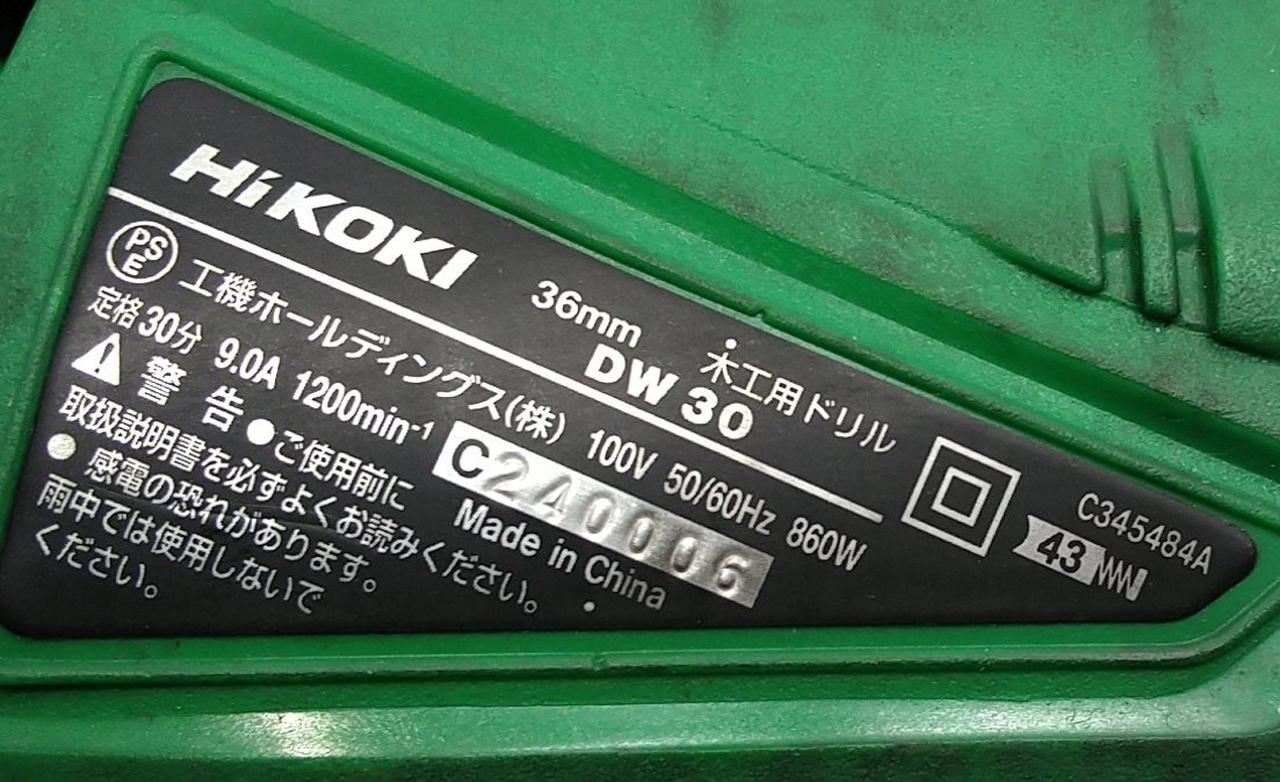 HiKOKI
36mm 木工用ドリル
DW 30
PS
E
工機ホールディングス(株) 100V 50/60Hz 860W
定格30分 9.0A 1200min⁻¹
C240006
Made in China
警告 ●ご使用前に
取扱説明書を必ずよくお読みください。
● 感電の恐れがあります。
雨中では使用しないで
ください。
C345484A
43